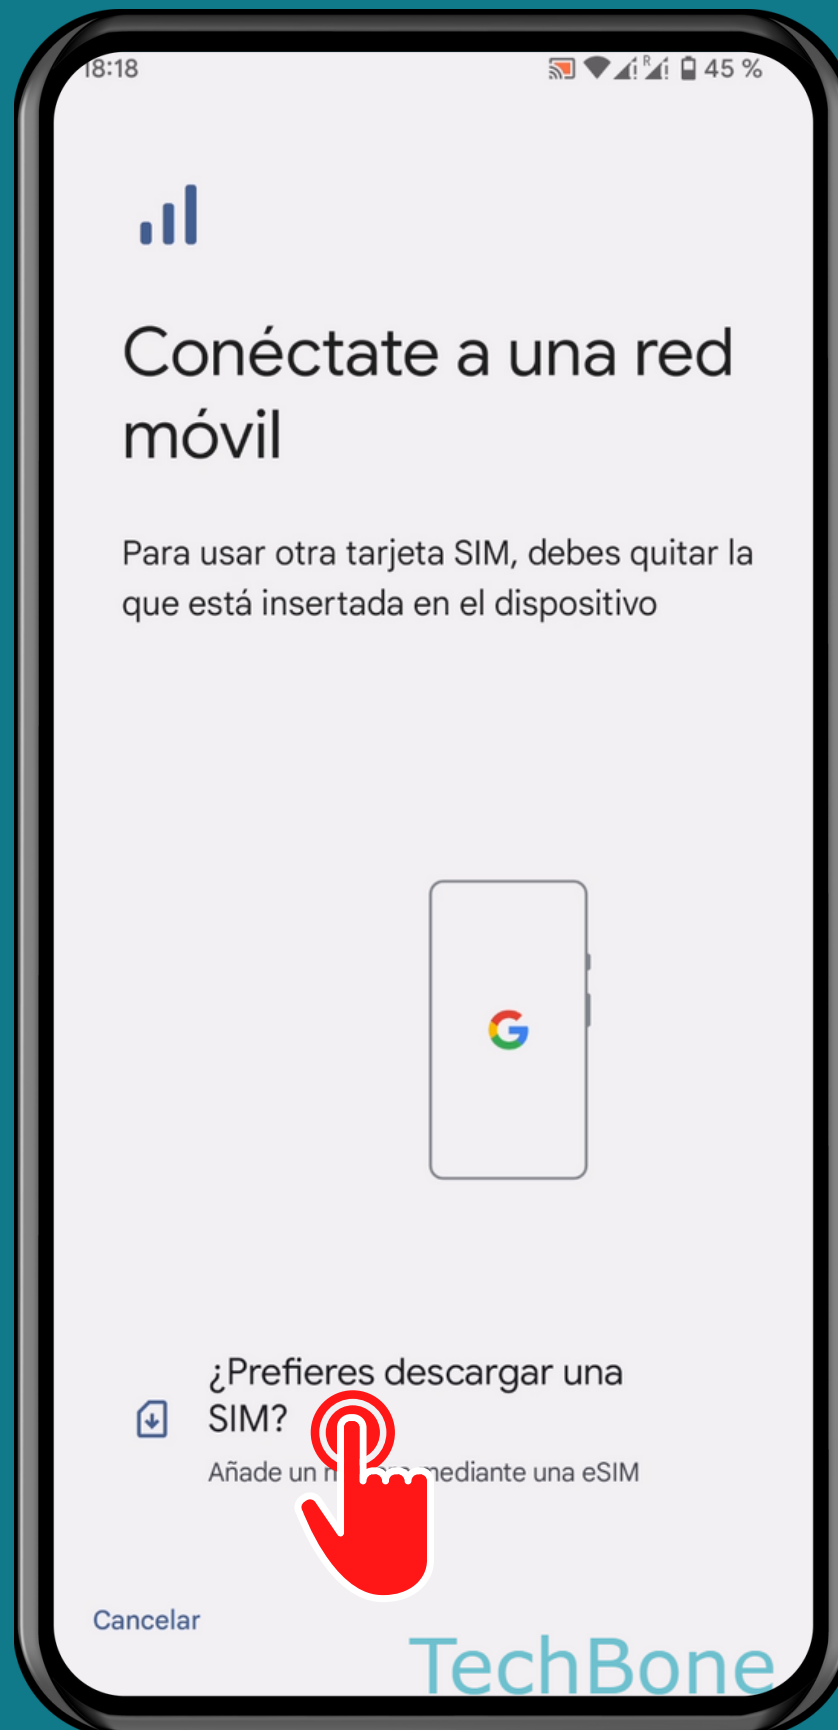 18:18 R 45 %
Conéctate a una red
móvil
Para usar otra tarjeta SIM, debes quitar la
que está insertada en el dispositivo
G
¿Prefieres descargar una
SIM?
Añade un mediante una eSIM
Cancelar
TechBone